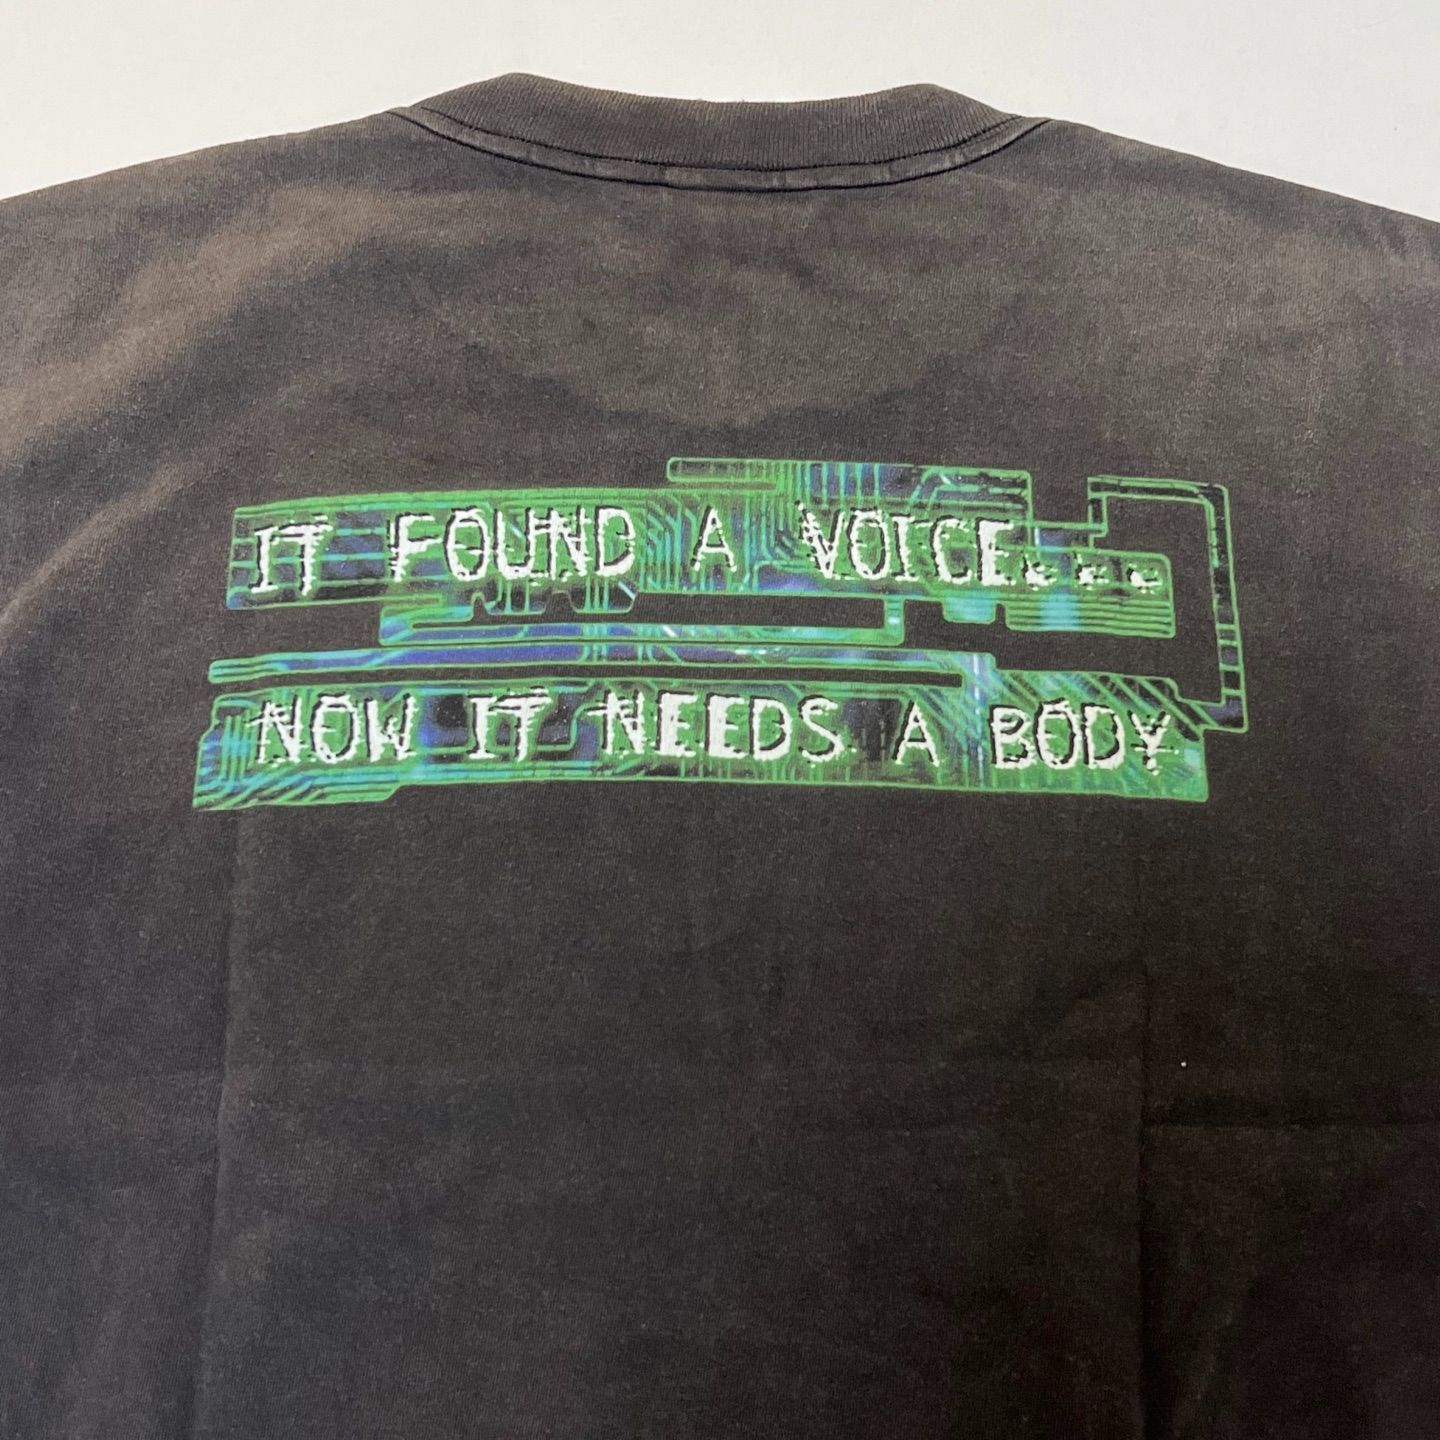 IT FOUND A VOICE...
NOW IT NEEDS A BODY